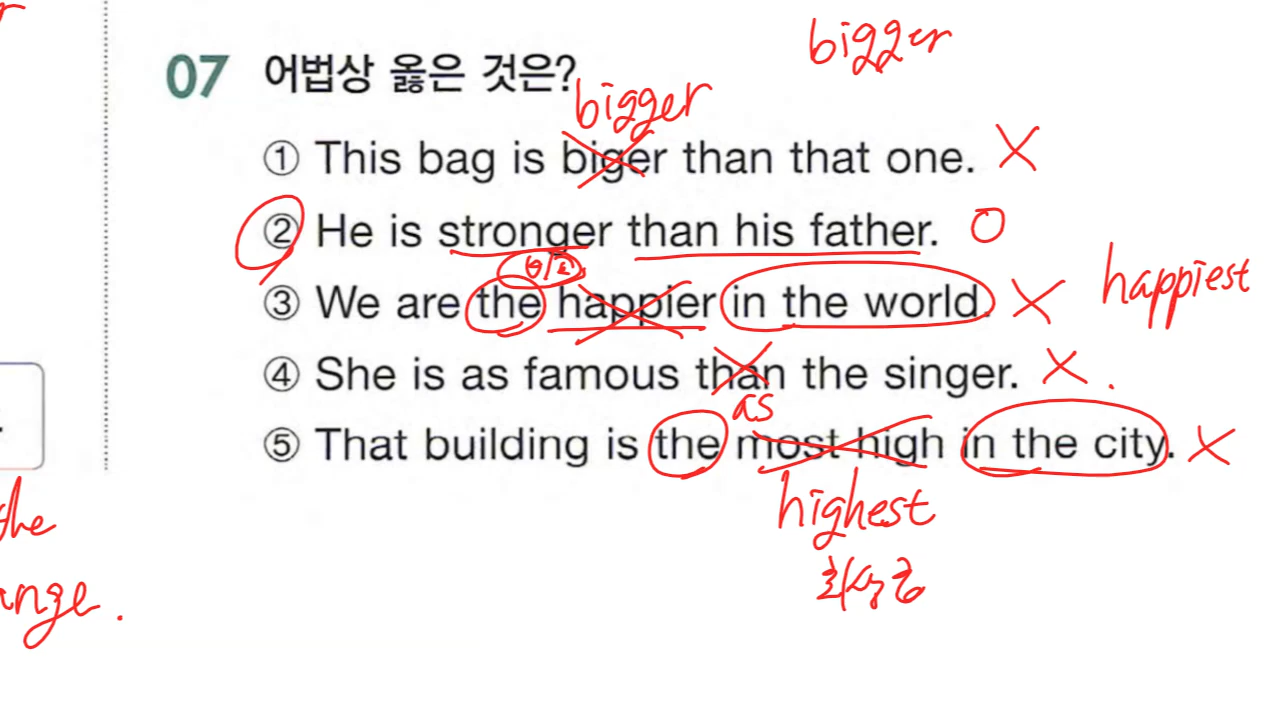 bigger
07 어법상 옳은 것은?
bigger
① This bag is biger than that one. X
② He is stronger than his father. O
③ We are the happier in the world. X happiest
④ She is as famous than the singer. X.
as
⑤ That building is the most high in the city. X
the
highest
최상급
ange.